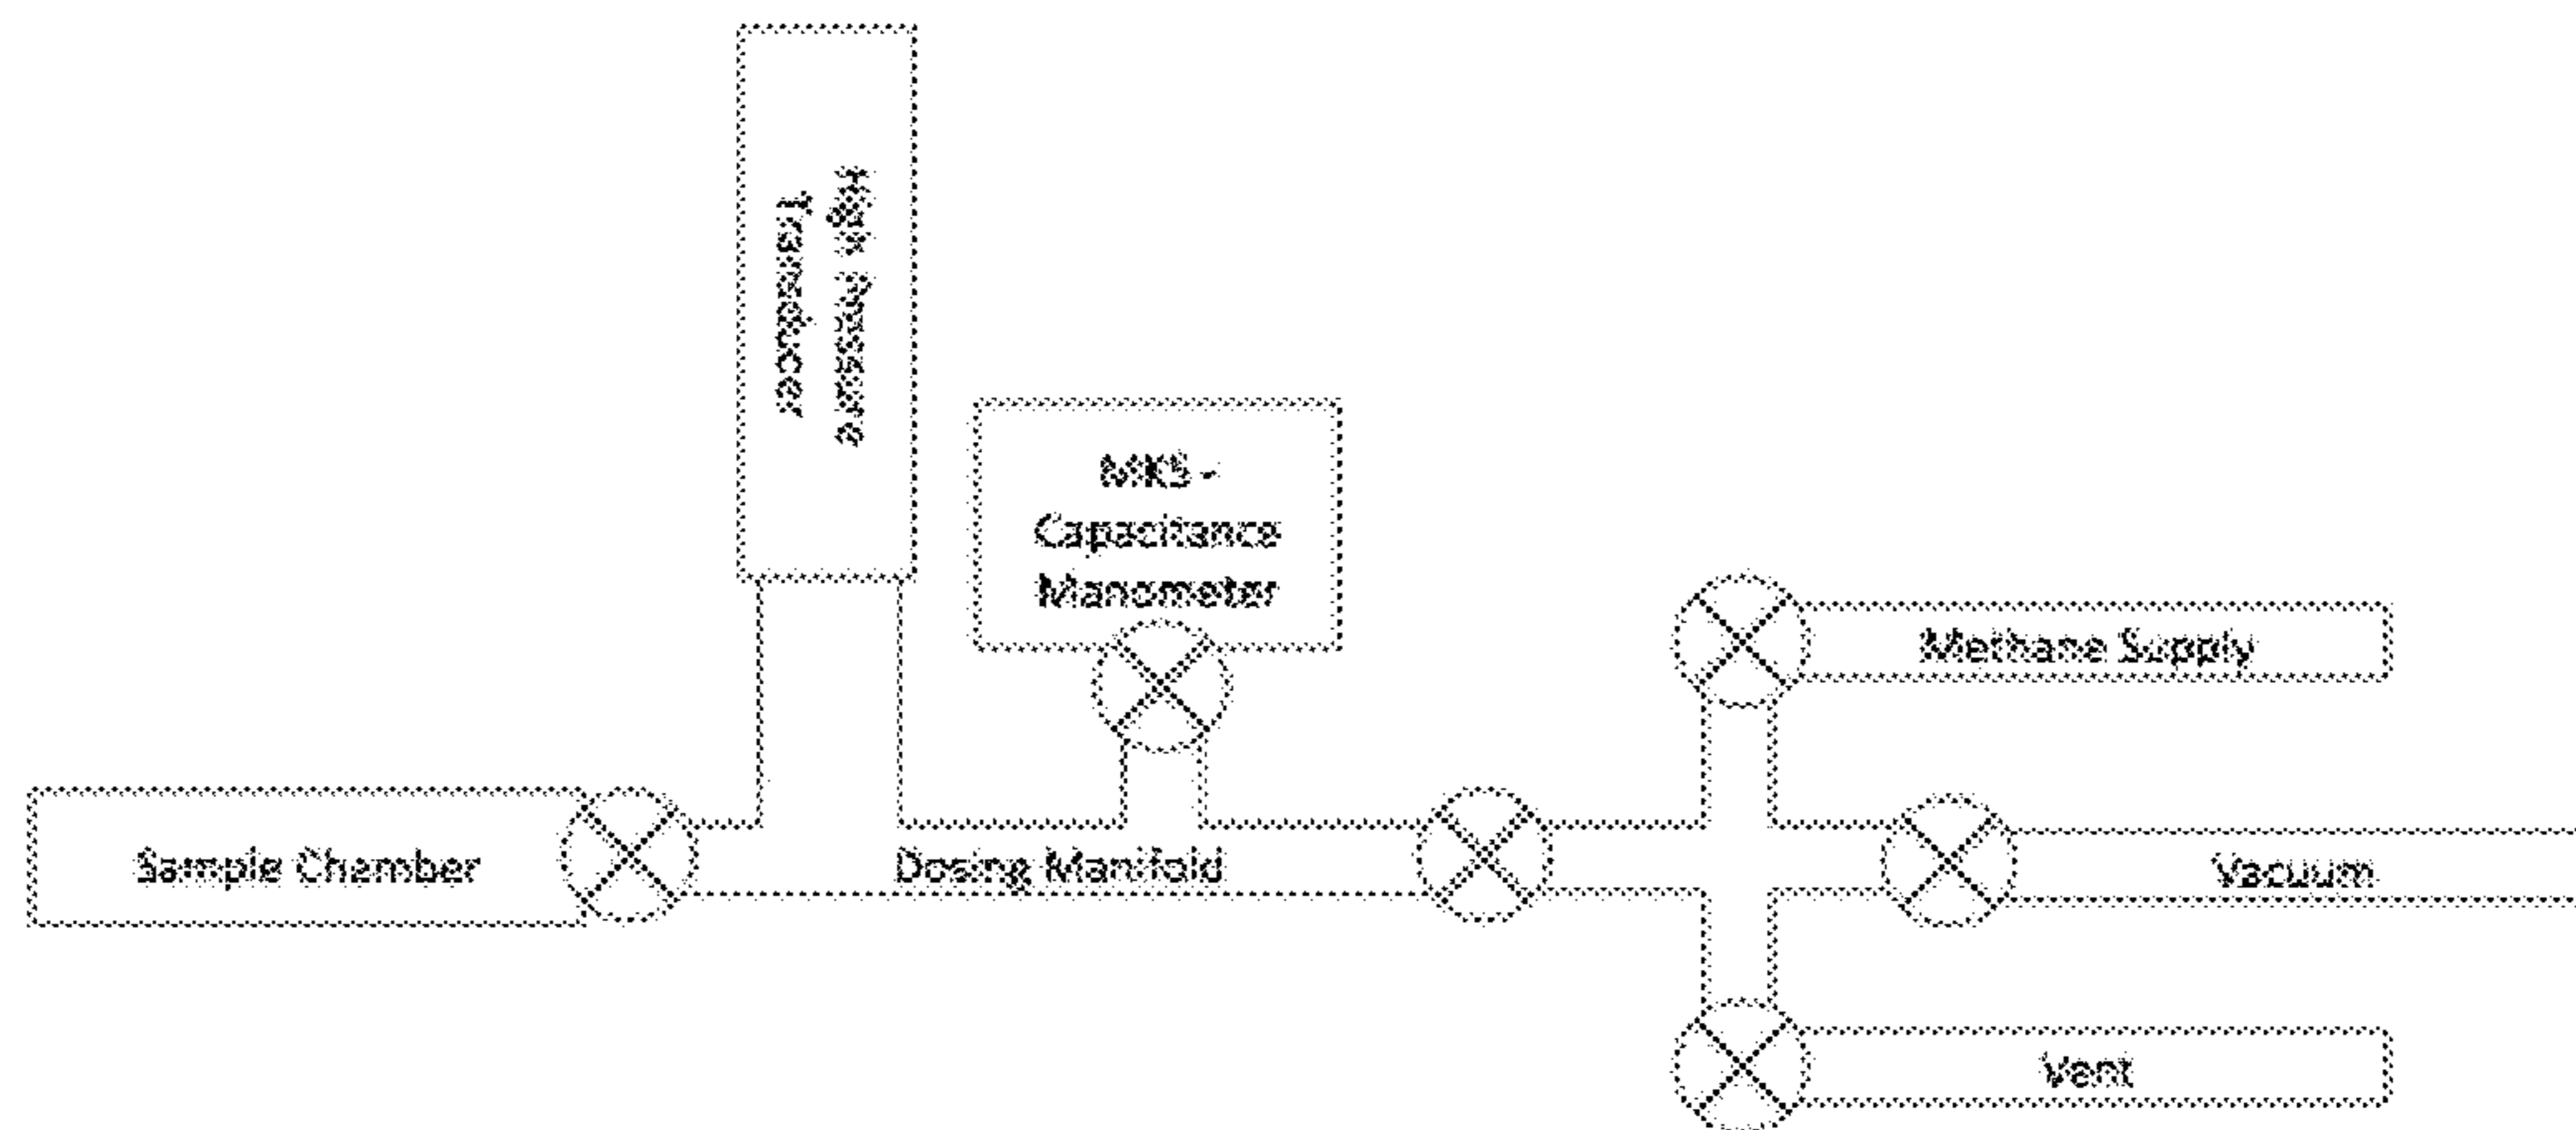 High Pressure
Transducer
MKS -
Capacitance
Manometer
Methane Supply
Sample Chamber
Dosing Manifold
Vacuum
Vent